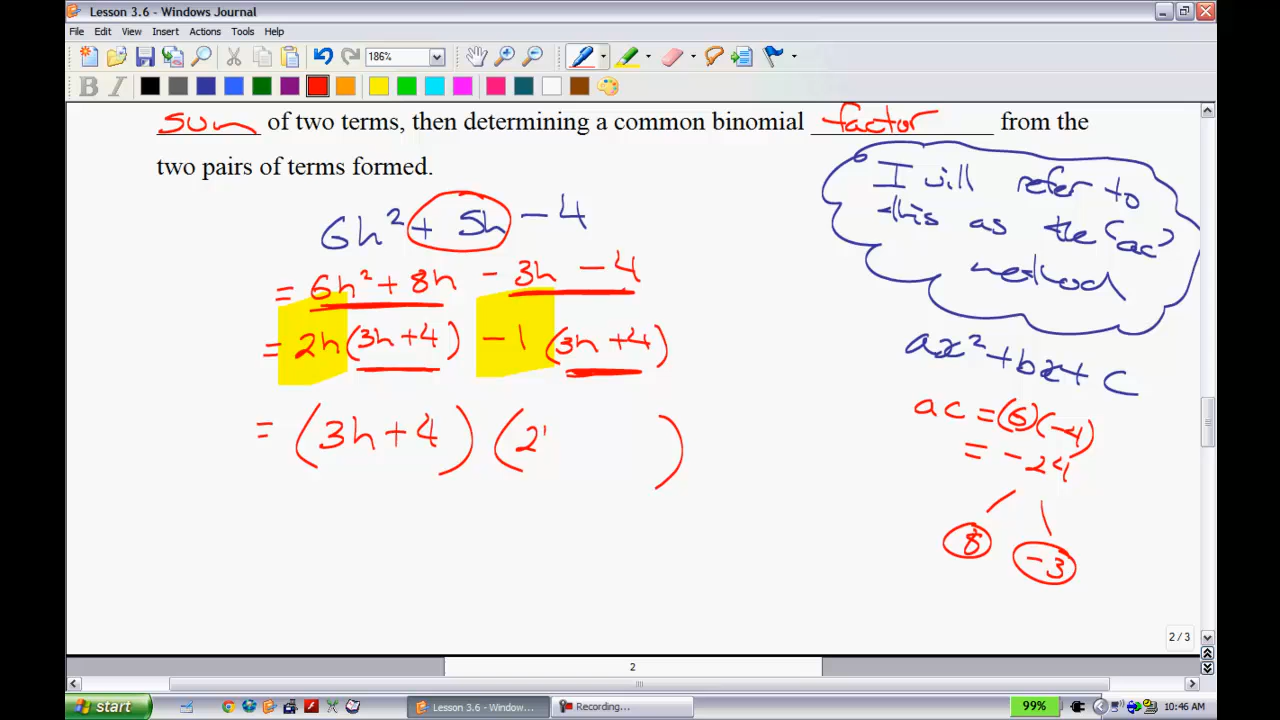 Lesson 3.6 - Windows Journal
File Edit View Insert Actions Tools Help
186%
B I
sum of two terms, then determining a common binomial factor from the
two pairs of terms formed.
6h² + 5h - 4
= 6h² + 8h - 3h - 4
= 2h(3h+4) -1 (3h+4)
= (3h+4) (2 )
I will refer to
this as the "ac"
method
ax² + bx + c
ac = (6)(-4)
= -24
8 -3
2/3
2
start
Lesson 3.6 - Windows...
Recording...
99%
10:46 AM